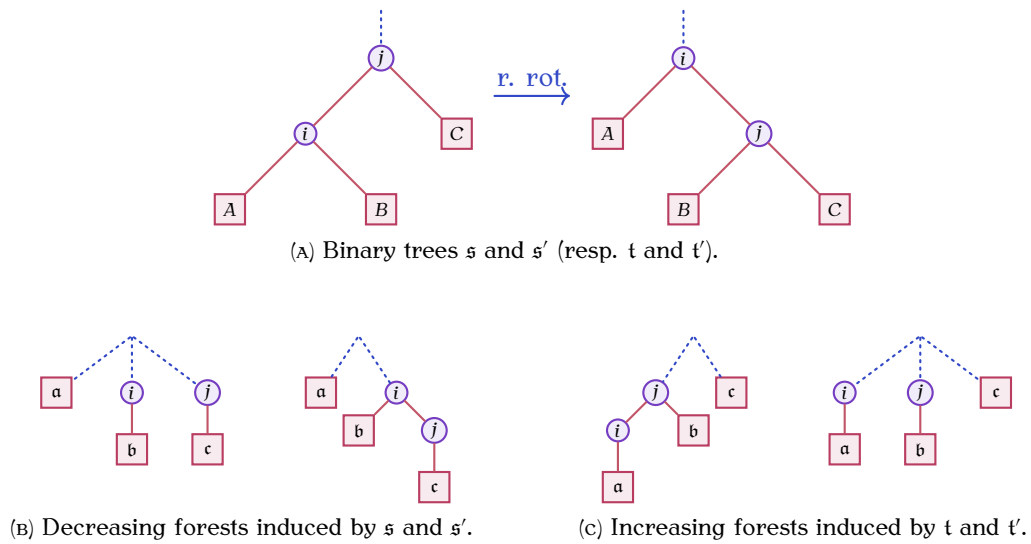 j
i
r. rot.
i
C
A
j
A
B
B
C
(A) Binary trees 𝔰 and 𝔰′ (resp. 𝔱 and 𝔱′).
𝔞
i
j
𝔟
𝔠
𝔞
i
𝔟
j
𝔠
j
𝔠
i
𝔟
𝔞
i
j
𝔠
𝔞
𝔟
(B) Decreasing forests induced by 𝔰 and 𝔰′.
(C) Increasing forests induced by 𝔱 and 𝔱′.